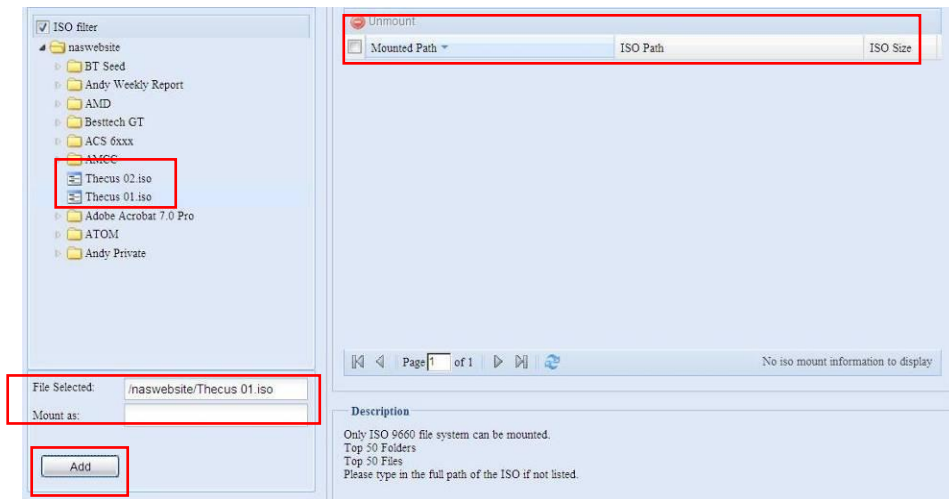 ISO filter
naswebsite
BT Seed
Andy Weekly Report
AMD
Besttech GT
ACS 6xxx
AMCC
Thecus 02.iso
Thecus 01.iso
Adobe Acrobat 7.0 Pro
ATOM
Andy Private
File Selected: /naswebsite/Thecus 01.iso
Mount as:
Add
Unmount
Mounted Path ISO Path ISO Size
Page 1 of 1 No iso mount information to display
Description
Only ISO 9660 file system can be mounted.
Top 50 Folders
Top 50 Files
Please type in the full path of the ISO if not listed.